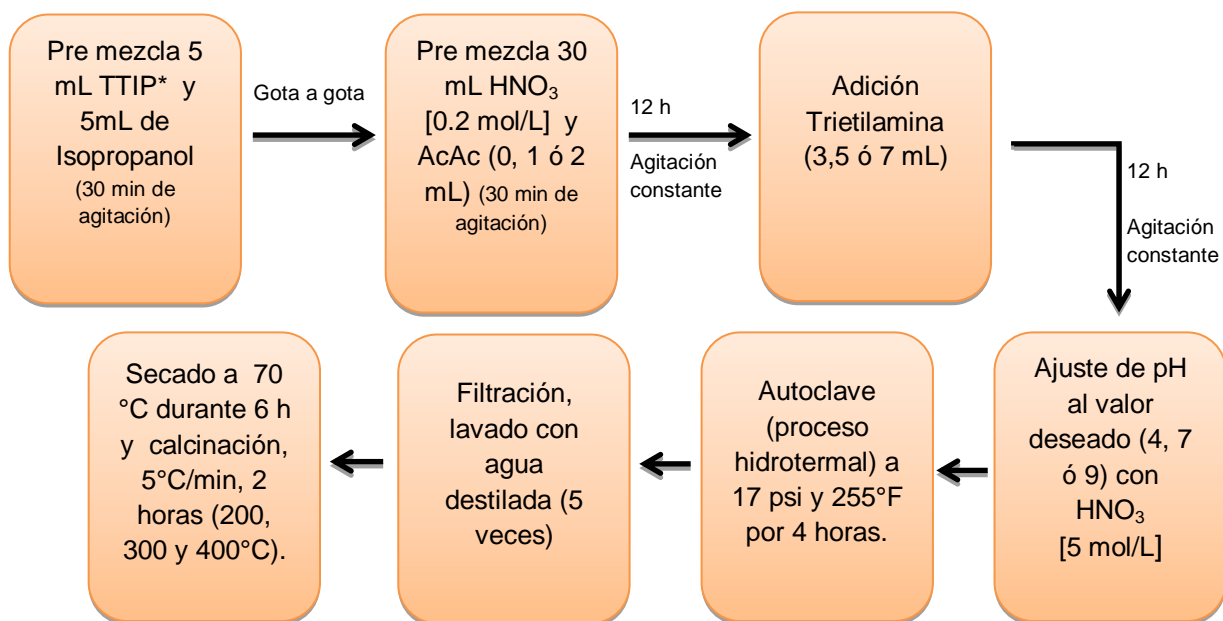 Pre mezcla 5
mL TTIP* y
5mL de
Isopropanol
(30 min de
agitación)
Gota a gota
Pre mezcla 30
mL HNO₃
[0.2 mol/L] y
AcAc (0, 1 ó 2
mL) (30 min de
agitación)
12 h
Agitación
constante
Adición
Trietilamina
(3,5 ó 7 mL)
12 h
Agitación
constante
Ajuste de pH
al valor
deseado (4, 7
ó 9) con
HNO₃
[5 mol/L]
Autoclave
(proceso
hidrotermal) a
17 psi y 255°F
por 4 horas.
Filtración,
lavado con
agua
destilada (5
veces)
Secado a 70
°C durante 6 h
y calcinación,
5°C/min, 2
horas (200,
300 y 400°C).